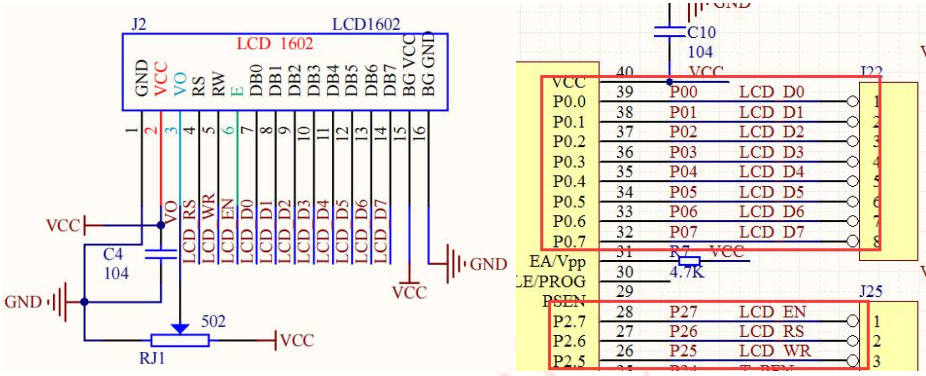 J2
LCD1602
LCD 1602
GND
VCC
VO
RS
RW
E
DB0
DB1
DB2
DB3
DB4
DB5
DB6
DB7
BG VCC
BG GND
1
2
3
4
5
6
7
8
9
10
11
12
13
14
15
16
VO
LCD RS
LCD WR
LCD EN
LCD D0
LCD D1
LCD D2
LCD D3
LCD D4
LCD D5
LCD D6
LCD D7
VCC
C4
104
GND
VCC
GND
502
VCC
RJ1
GND
C10
104
40 VCC J22
VCC
P0.0 39 P00 LCD D0 1
P0.1 38 P01 LCD D1 2
P0.2 37 P02 LCD D2 3
P0.3 36 P03 LCD D3 4
P0.4 35 P04 LCD D4 5
P0.5 34 P05 LCD D5 6
P0.6 33 P06 LCD D6 7
P0.7 32 P07 LCD D7 8
EA/Vpp 31 R7 VCC
4.7K
LE/PROG 30
PSEN 29
J25
P2.7 28 P27 LCD EN 1
P2.6 27 P26 LCD RS 2
P2.5 26 P25 LCD WR 3